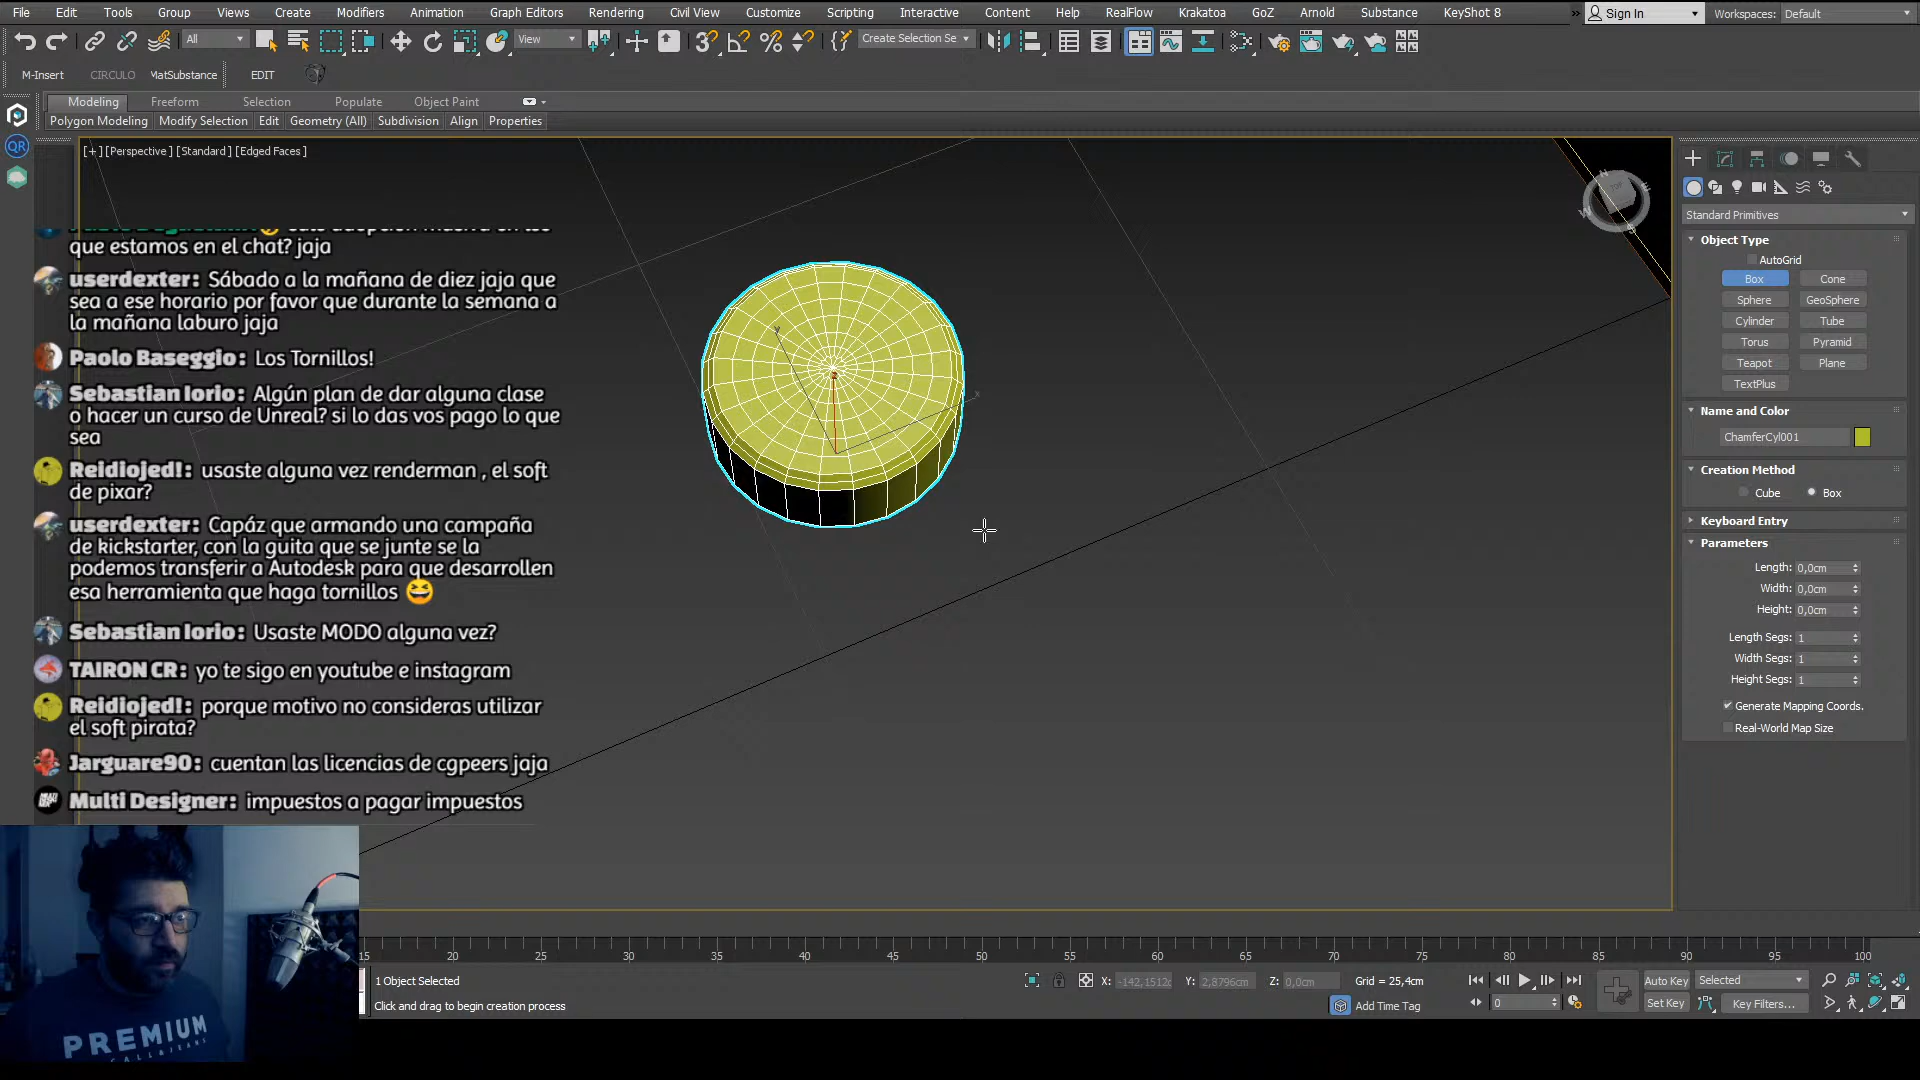 File Edit Tools Group Views Create Modifiers Animation Graph Editors Rendering Civil View Customize Scripting Interactive Content Help RealFlow Krakatoa GoZ Arnold Substance KeyShot 8 » Sign In Workspaces: Default
All View Create Selection Se
M-Insert CIRCULO MatSubstance EDIT
Modeling Freeform Selection Populate Object Paint
Polygon Modeling Modify Selection Edit Geometry (All) Subdivision Align Properties
QR
[+] [Perspective] [Standard] [Edged Faces]
que estamos en el chat? jaja
userdexter: Sábado a la mañana de diez jaja que
sea a ese horario por favor que durante la semana a
la mañana laburo jaja
Paolo Baseggio: Los Tornillos!
Sebastian Iorio: Algún plan de dar alguna clase
o hacer un curso de Unreal? si lo das vos pago lo que
sea
Reidiojed!: usaste alguna vez renderman , el soft
de pixar?
userdexter: Capáz que armando una campaña
de kickstarter, con la guita que se junte se la
podemos transferir a Autodesk para que desarrollen
esa herramienta que haga tornillos 😆
Sebastian Iorio: Usaste MODO alguna vez?
TAIRON CR: yo te sigo en youtube e instagram
Reidiojed!: porque motivo no consideras utilizar
el soft pirata?
Jarguare90: cuentan las licencias de cgpeers jaja
Multi Designer: impuestos a pagar impuestos
PREMIUM
y x z
TOP N E S W
Standard Primitives
Object Type
AutoGrid
Box Cone
Sphere GeoSphere
Cylinder Tube
Torus Pyramid
Teapot Plane
TextPlus
Name and Color
ChamferCyl001
Creation Method
Cube Box
Keyboard Entry
Parameters
Length: 0,0cm
Width: 0,0cm
Height: 0,0cm
Length Segs: 1
Width Segs: 1
Height Segs: 1
Generate Mapping Coords.
Real-World Map Size
15 20 25 30 35 40 45 50 55 60 65 70 75 80 85 90 95 100
1 Object Selected X: -142,1512c Y: 2,8796cm Z: 0,0cm Grid = 25,4cm Auto Key Selected
Click and drag to begin creation process Add Time Tag 0 Set Key Key Filters...